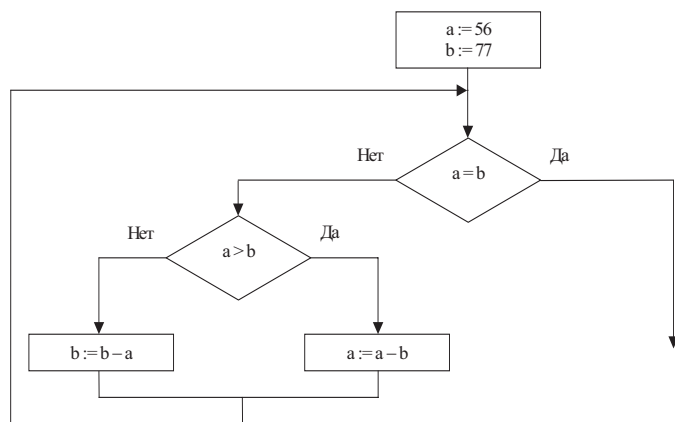 a := 56
b := 77
Нет
a = b
Да
Нет
a > b
Да
b := b – a
a := a – b